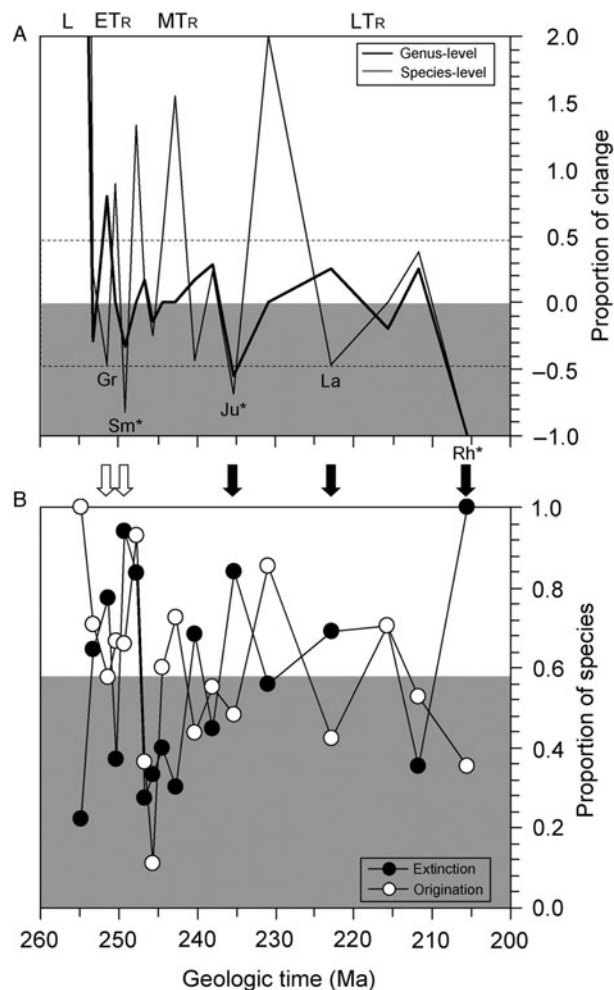 L ETR MTR LTR
A
Genus-level
Species-level
2.0
1.5
1.0
0.5
0.0
−0.5
−1.0
Proportion of change
Gr
Sm*
Ju*
La
Rh*
B
1.0
0.8
0.6
0.4
0.2
0.0
Proportion of species
Extinction
Origination
260 250 240 230 220 210 200
Geologic time (Ma)